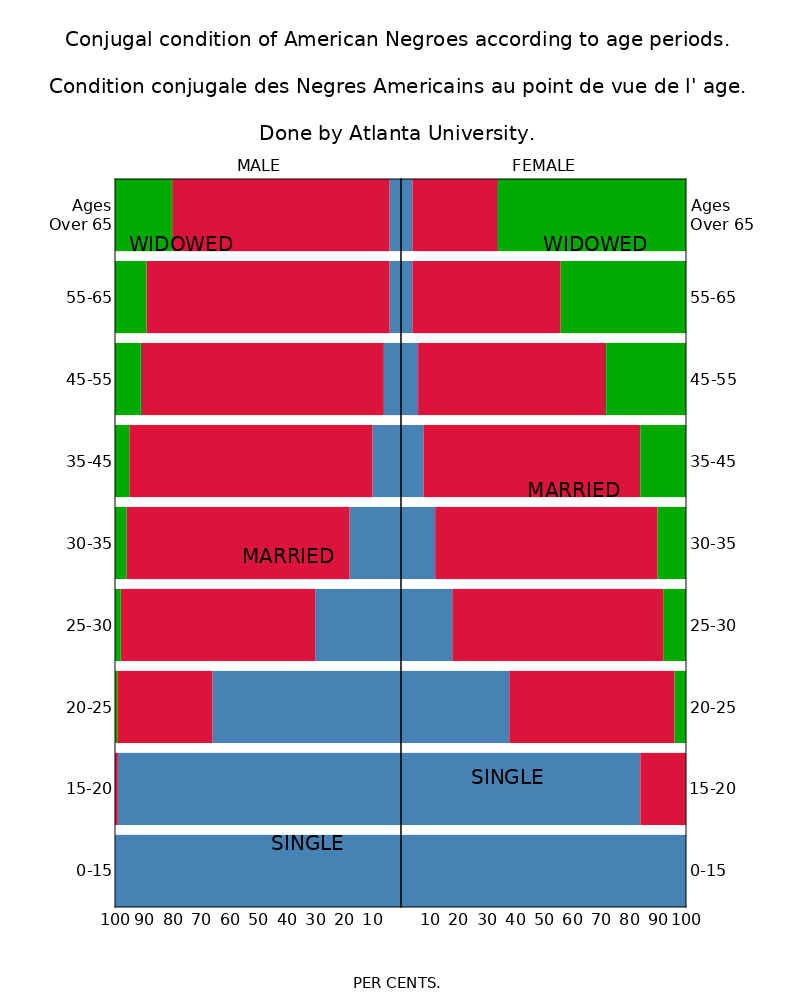 Conjugal condition of American Negroes according to age periods.
Condition conjugale des Negres Americains au point de vue de l' age.
Done by Atlanta University.
MALE FEMALE
Ages
Over 65
Ages
Over 65
WIDOWED WIDOWED
55-65 55-65
45-55 45-55
35-45 35-45
MARRIED
30-35 30-35
MARRIED
25-30 25-30
20-25 20-25
SINGLE
15-20 15-20
SINGLE
0-15 0-15
100 90 80 70 60 50 40 30 20 10 10 20 30 40 50 60 70 80 90 100
PER CENTS.